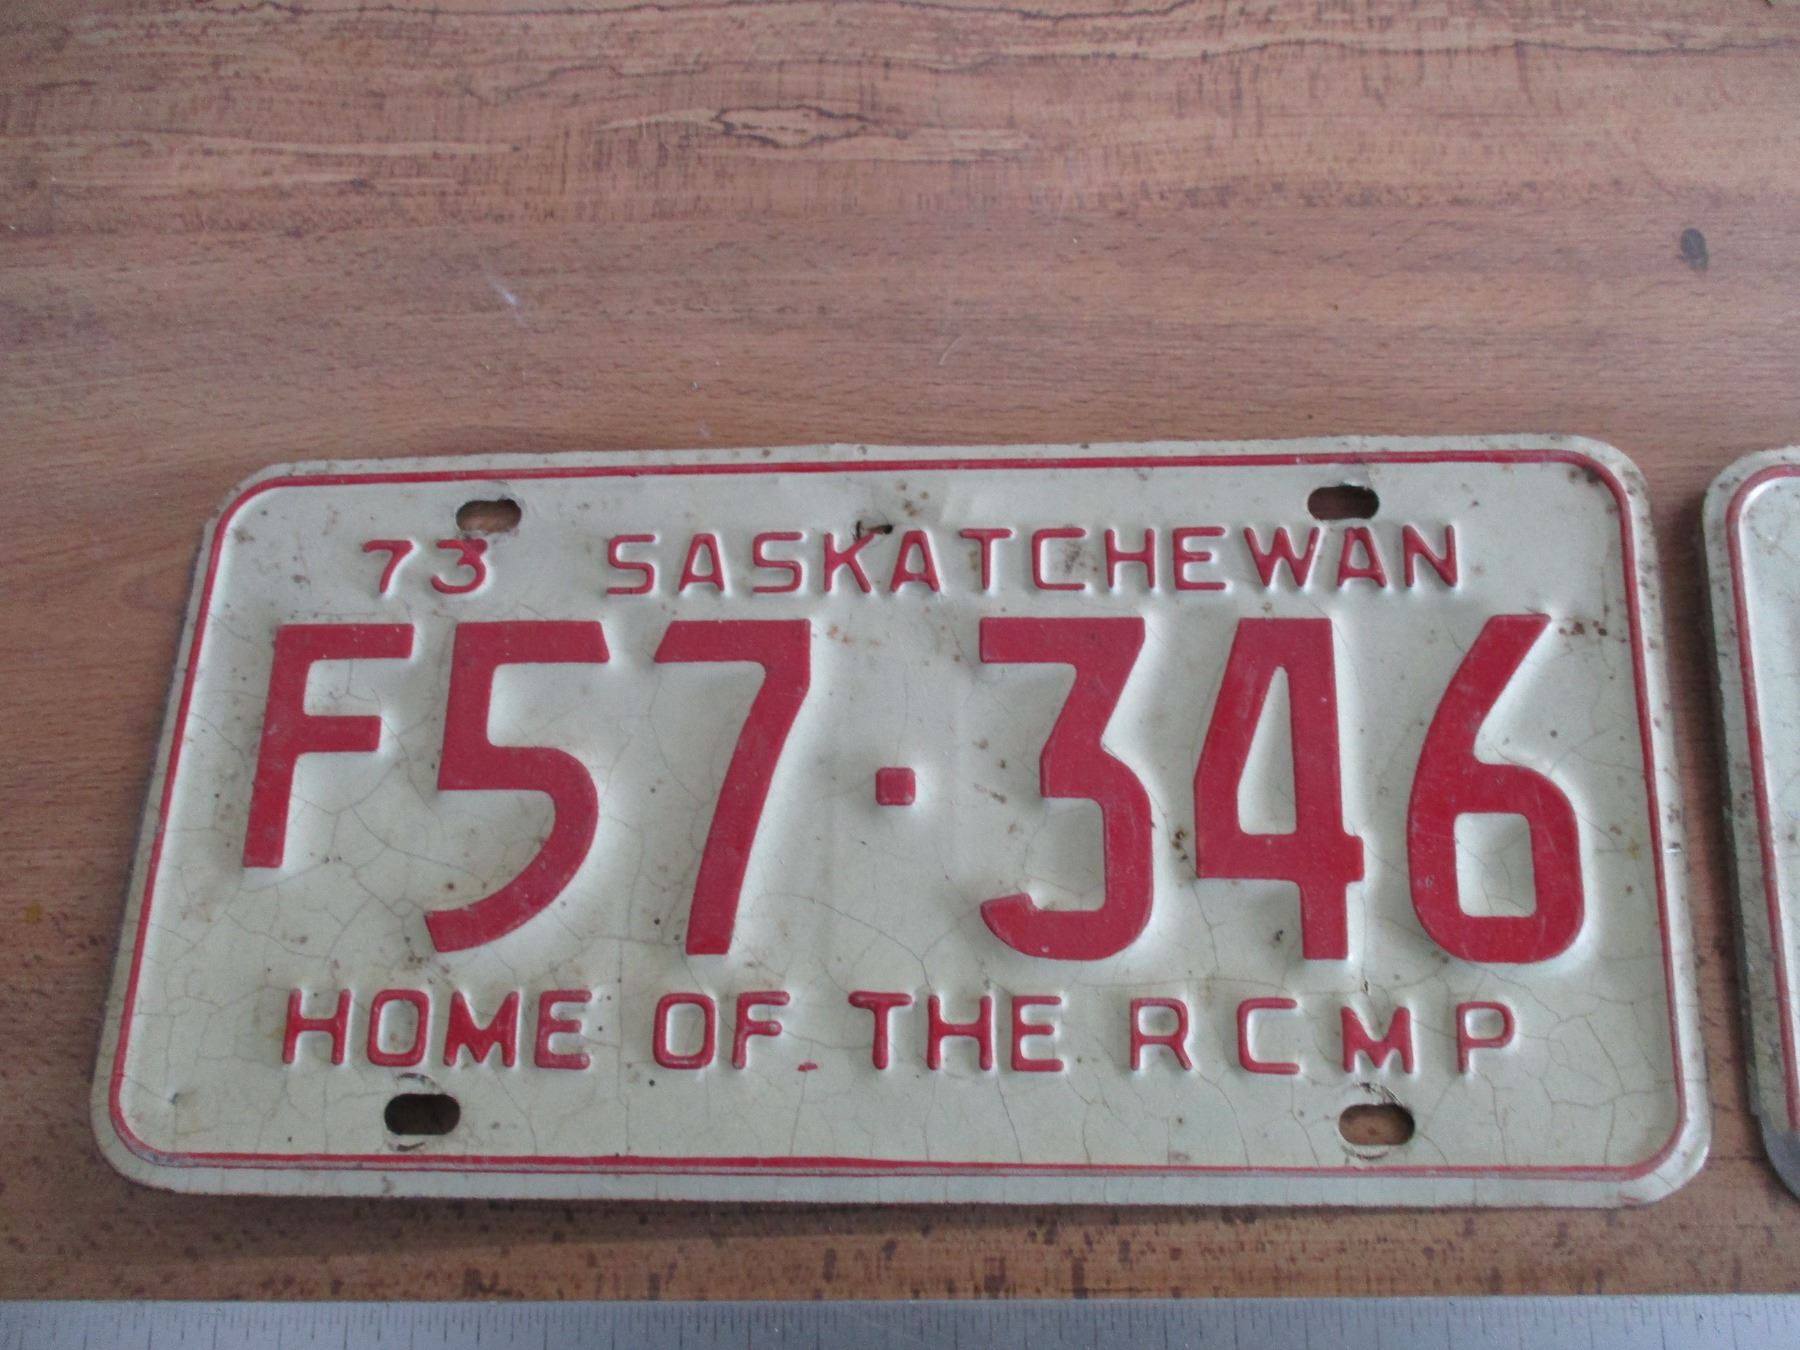 73 SASKATCHEWAN
F57·346
HOME OF THE RCMP